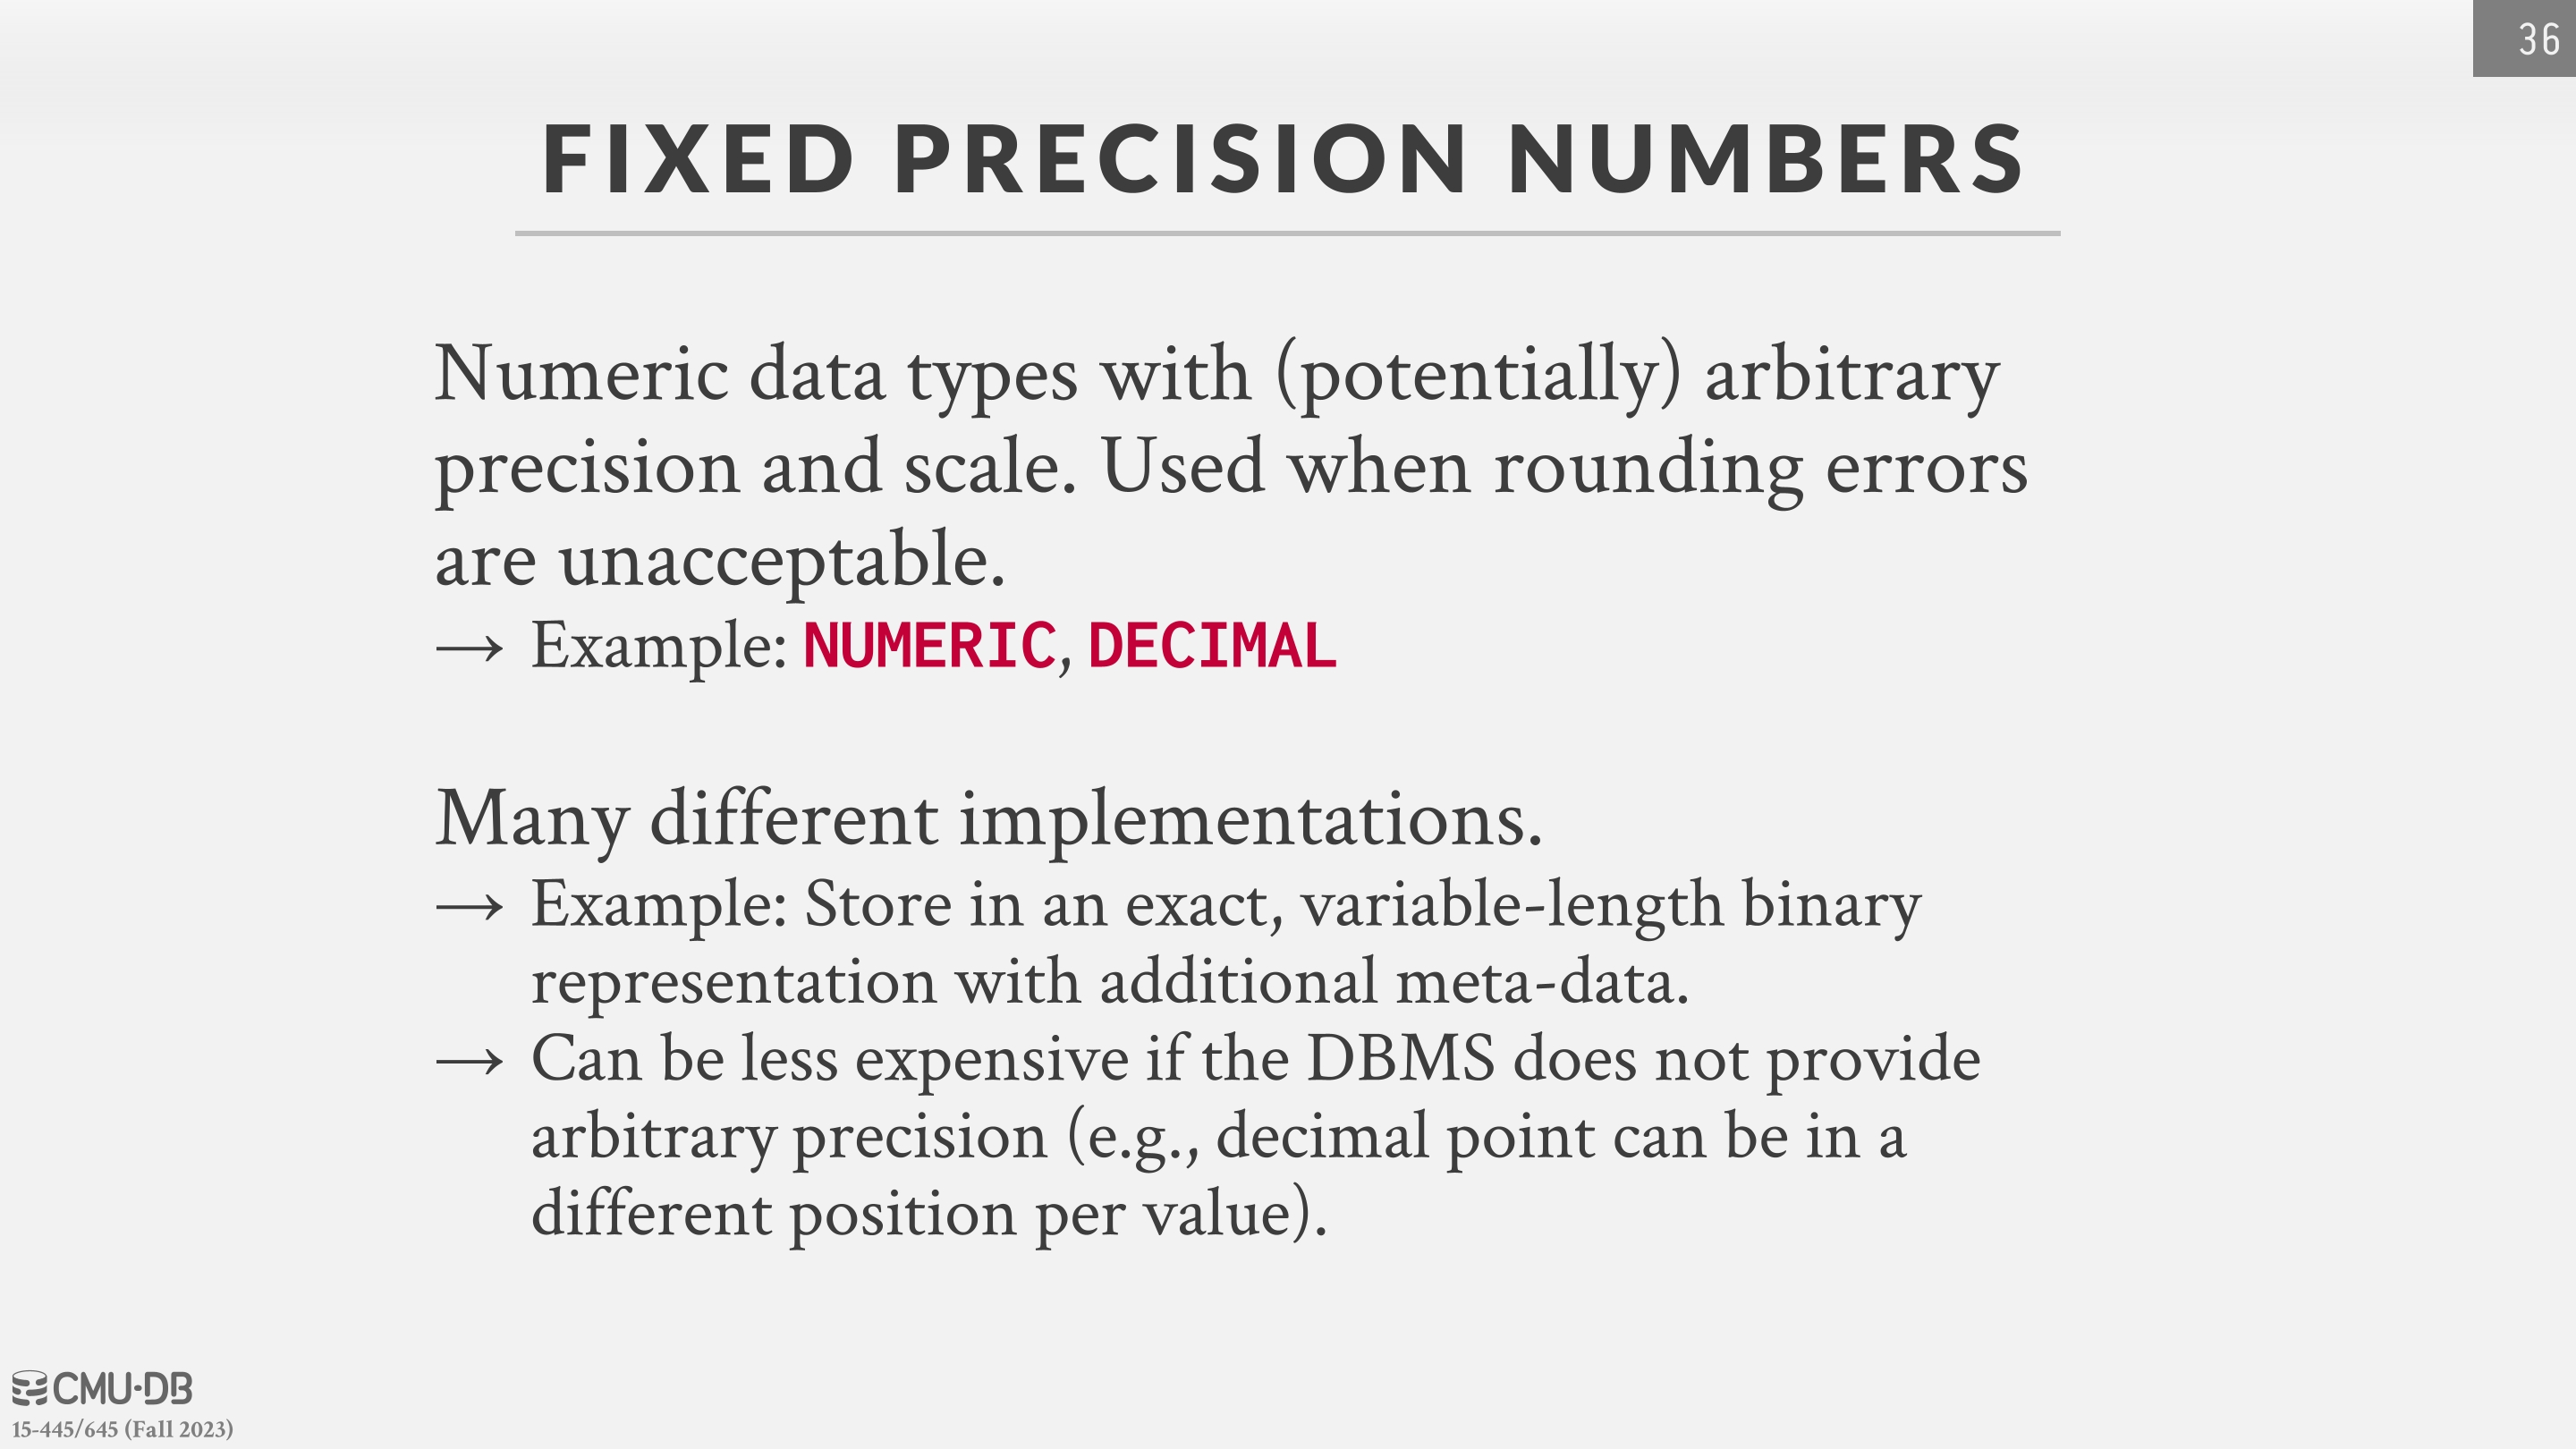 36
FIXED PRECISION NUMBERS
Numeric data types with (potentially) arbitrary
precision and scale. Used when rounding errors
are unacceptable.
→ Example: NUMERIC, DECIMAL
Many different implementations.
→ Example: Store in an exact, variable-length binary
representation with additional meta-data.
→ Can be less expensive if the DBMS does not provide
arbitrary precision (e.g., decimal point can be in a
different position per value).
CMU·DB
15-445/645 (Fall 2023)